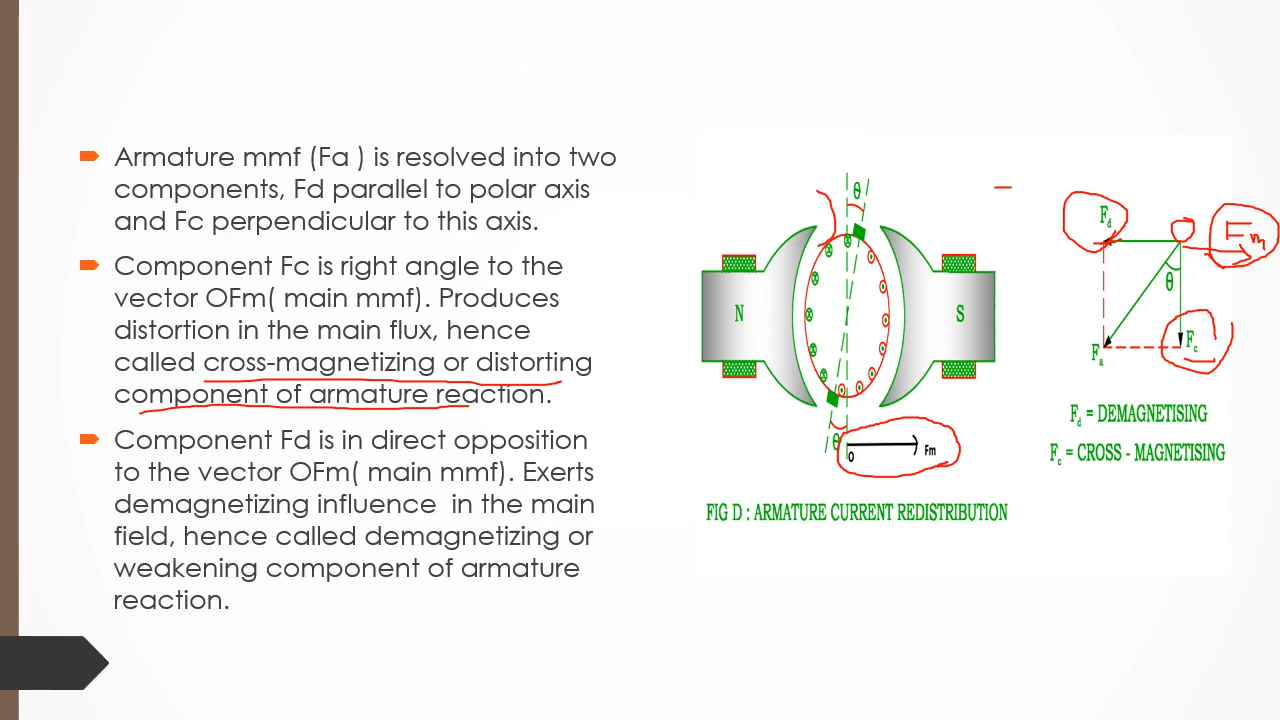 Armature mmf (Fa ) is resolved into two
components, Fd parallel to polar axis
and Fc perpendicular to this axis.
Component Fc is right angle to the
vector OFm( main mmf). Produces
distortion in the main flux, hence
called cross-magnetizing or distorting
component of armature reaction.
Component Fd is in direct opposition
to the vector OFm( main mmf). Exerts
demagnetizing influence  in the main
field, hence called demagnetizing or
weakening component of armature
reaction.
θ
N
S
θ
O
Fm
FIG D : ARMATURE CURRENT REDISTRIBUTION
Fd
Fm
θ
Fc
Fa
Fd = DEMAGNETISING
Fc = CROSS - MAGNETISING